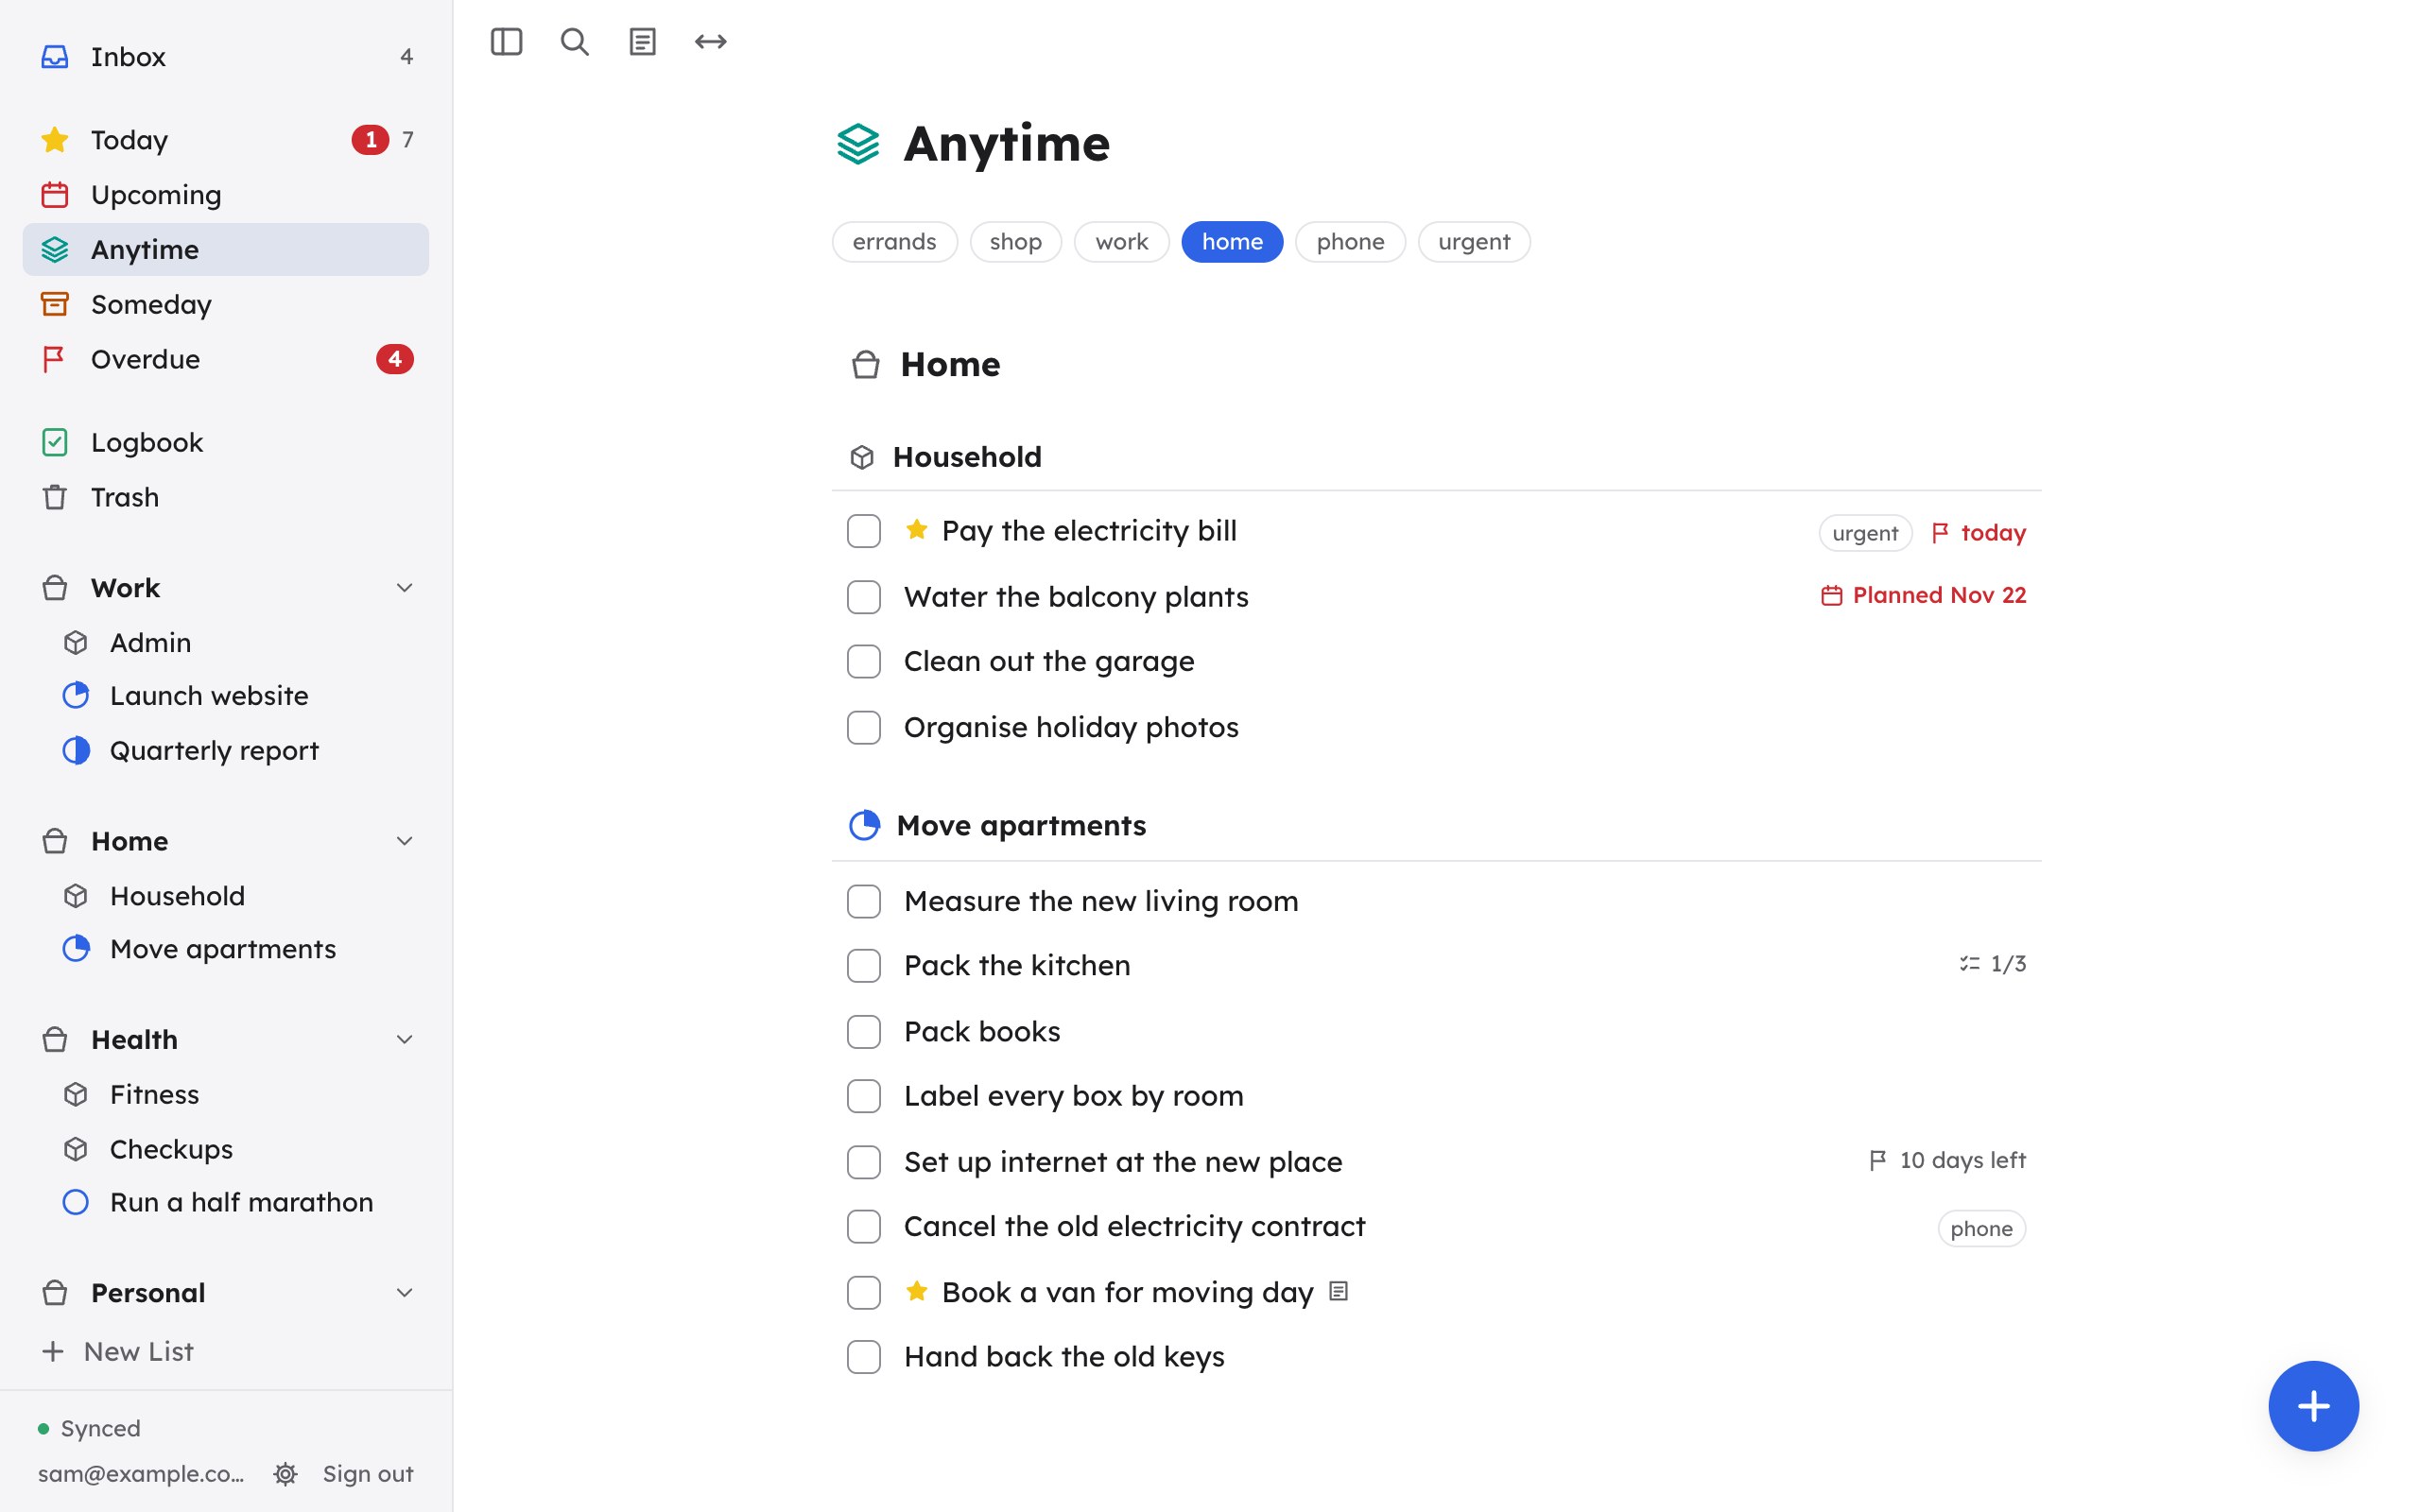 Inbox 4
Today 1 7
Upcoming
Anytime
Someday
Overdue 4
Logbook
Trash
Work
Admin
Launch website
Quarterly report
Home
Household
Move apartments
Health
Fitness
Checkups
Run a half marathon
Personal
New List
Synced
sam@example.co... Sign out
Anytime
errands shop work home phone urgent
Home
Household
Pay the electricity bill urgent today
Water the balcony plants Planned Nov 22
Clean out the garage
Organise holiday photos
Move apartments
Measure the new living room
Pack the kitchen 1/3
Pack books
Label every box by room
Set up internet at the new place 10 days left
Cancel the old electricity contract phone
Book a van for moving day
Hand back the old keys